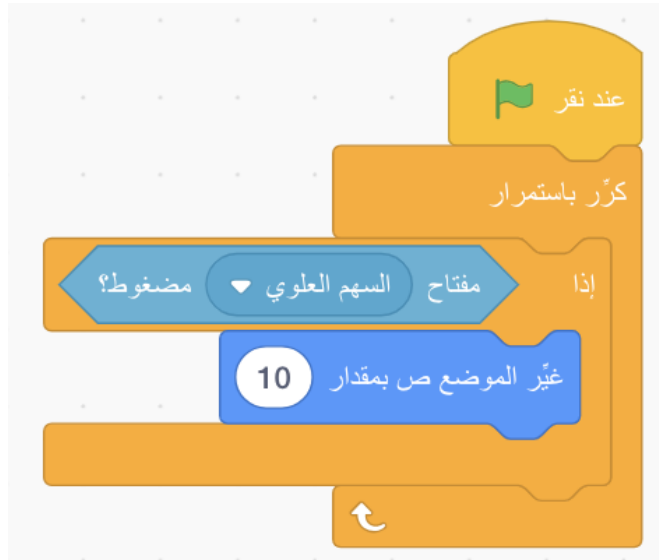 عند نقر
كرِّر باستمرار
إذا مفتاح السهم العلوي مضغوط؟
غيِّر الموضع ص بمقدار 10